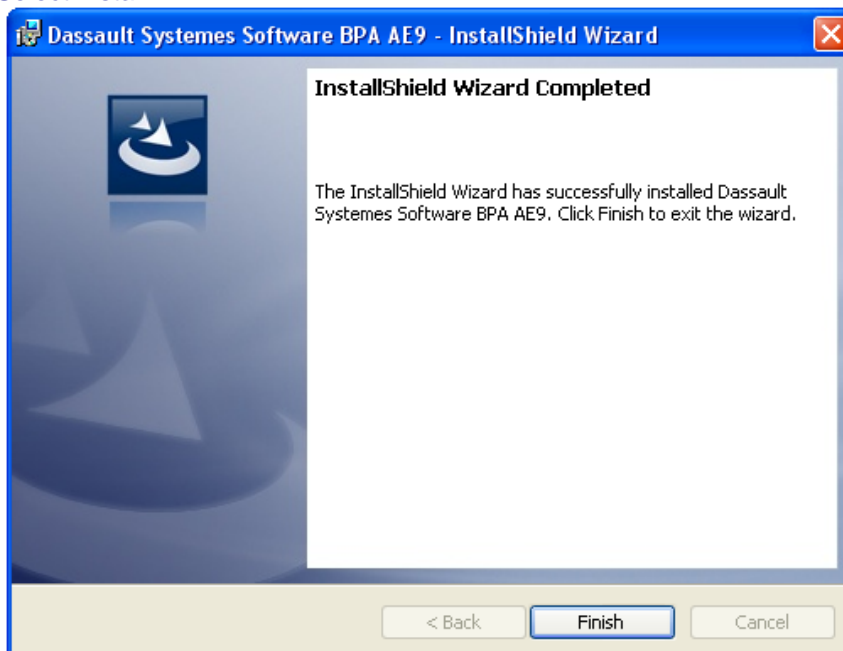 Dassault Systemes Software BPA AE9 - InstallShield Wizard
InstallShield Wizard Completed
The InstallShield Wizard has successfully installed Dassault
Systemes Software BPA AE9. Click Finish to exit the wizard.
< Back Finish Cancel